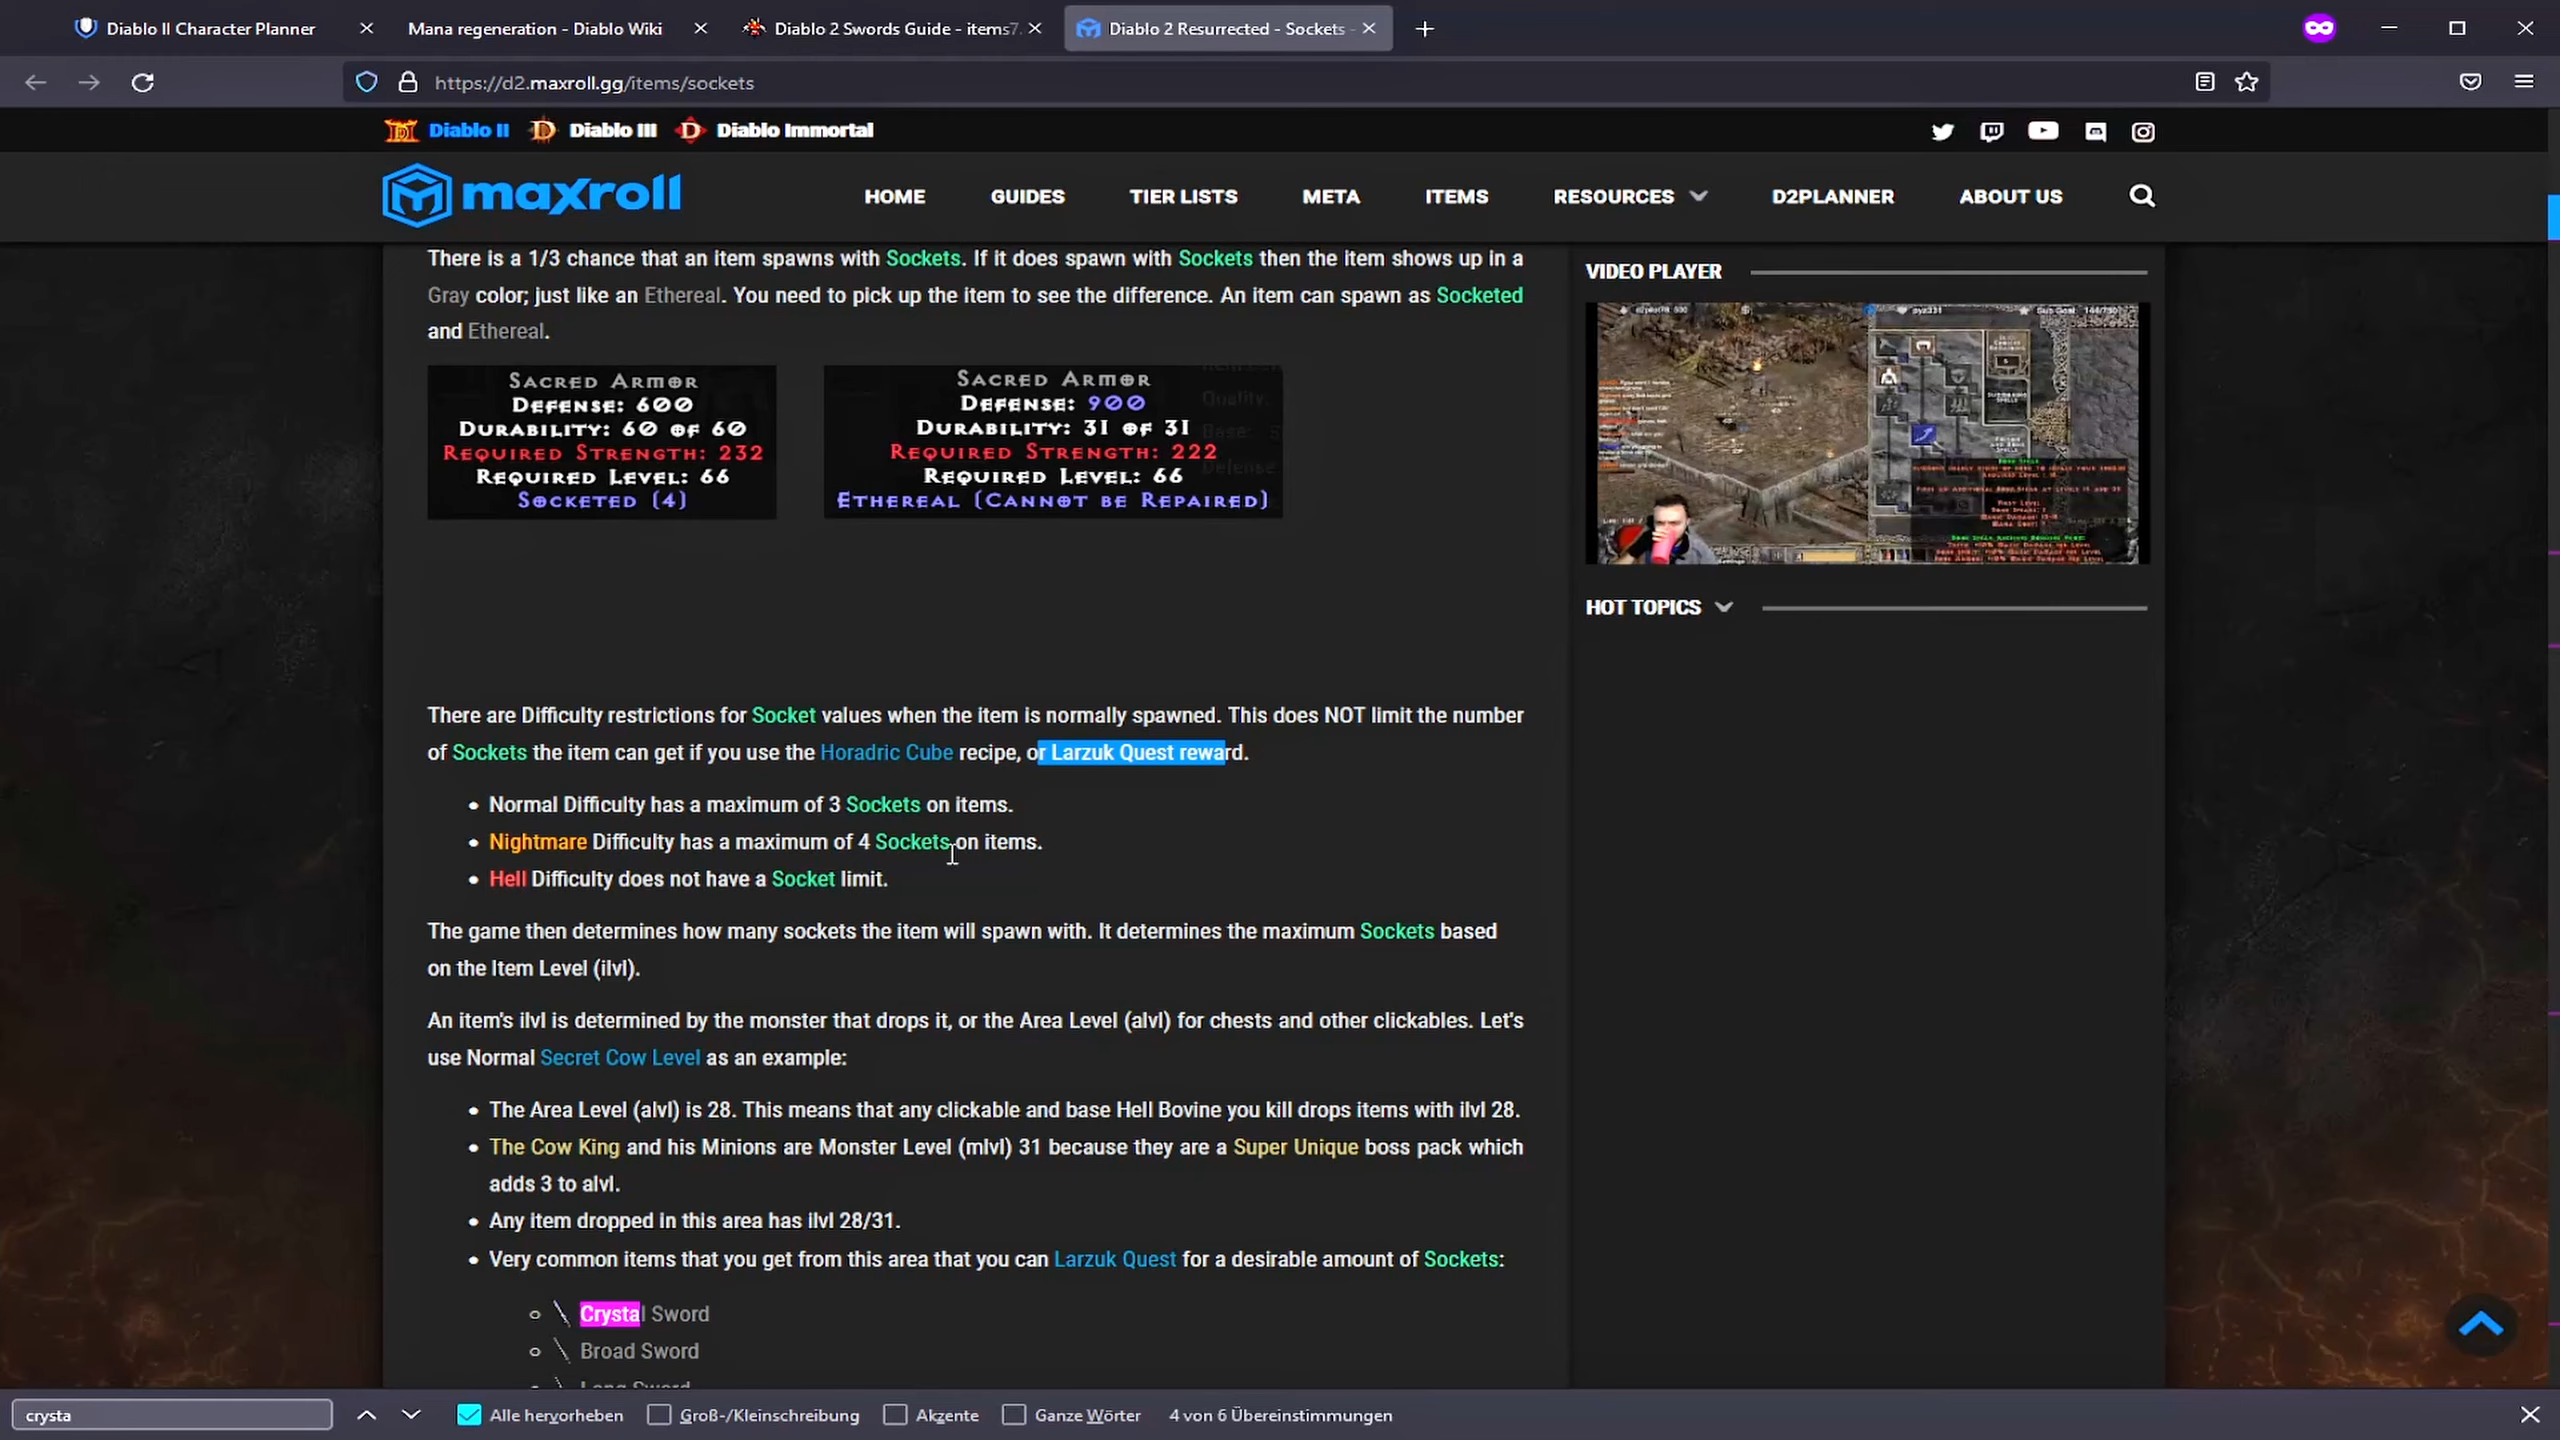 Diablo II Character Planner
Mana regeneration - Diablo Wiki
Diablo 2 Swords Guide - items7.
Diablo 2 Resurrected - Sockets -
https://d2.maxroll.gg/items/sockets
Diablo II Diablo III Diablo Immortal
maxroll HOME GUIDES TIER LISTS META ITEMS RESOURCES D2PLANNER ABOUT US
There is a 1/3 chance that an item spawns with Sockets. If it does spawn with Sockets then the item shows up in a
Gray color; just like an Ethereal. You need to pick up the item to see the difference. An item can spawn as Socketed
and Ethereal.
Sacred Armor
Defense: 600
Durability: 60 of 60
Required Strength: 232
Required Level: 66
Socketed (4)
Sacred Armor
Defense: 900
Durability: 31 of 31
Required Strength: 222
Required Level: 66
Ethereal (Cannot be Repaired)
Quality:
Defense
There are Difficulty restrictions for Socket values when the item is normally spawned. This does NOT limit the number
of Sockets the item can get if you use the Horadric Cube recipe, or Larzuk Quest reward.
• Normal Difficulty has a maximum of 3 Sockets on items.
• Nightmare Difficulty has a maximum of 4 Sockets on items.
• Hell Difficulty does not have a Socket limit.
The game then determines how many sockets the item will spawn with. It determines the maximum Sockets based
on the Item Level (ilvl).
An item's ilvl is determined by the monster that drops it, or the Area Level (alvl) for chests and other clickables. Let's
use Normal Secret Cow Level as an example:
• The Area Level (alvl) is 28. This means that any clickable and base Hell Bovine you kill drops items with ilvl 28.
• The Cow King and his Minions are Monster Level (mlvl) 31 because they are a Super Unique boss pack which
adds 3 to alvl.
• Any item dropped in this area has ilvl 28/31.
• Very common items that you get from this area that you can Larzuk Quest for a desirable amount of Sockets:
Crystal Sword
Broad Sword
Long Sword
VIDEO PLAYER
HOT TOPICS
crysta
Alle hervorheben
Groß-/Kleinschreibung
Akzente
Ganze Wörter
4 von 6 Übereinstimmungen